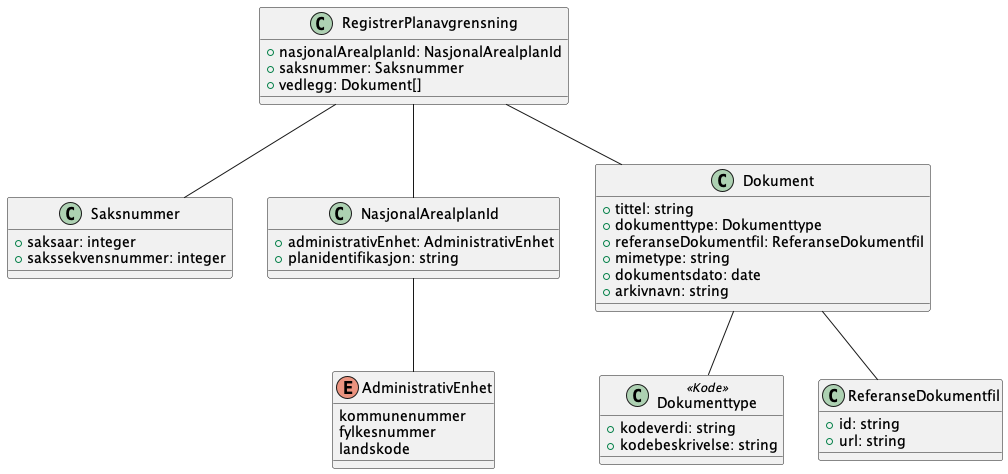 C RegistrerPlanavgrensning
nasjonalArealplanId: NasjonalArealplanId
saksnummer: Saksnummer
vedlegg: Dokument[]
C Saksnummer
saksaar: integer
sakssekvensnummer: integer
C NasjonalArealplanId
administrativEnhet: AdministrativEnhet
planidentifikasjon: string
C Dokument
tittel: string
dokumenttype: Dokumenttype
referanseDokumentfil: ReferanseDokumentfil
mimetype: string
dokumentsdato: date
arkivnavn: string
E AdministrativEnhet
kommunenummer
fylkesnummer
landskode
«Kode»
C Dokumenttype
kodeverdi: string
kodebeskrivelse: string
C ReferanseDokumentfil
id: string
url: string